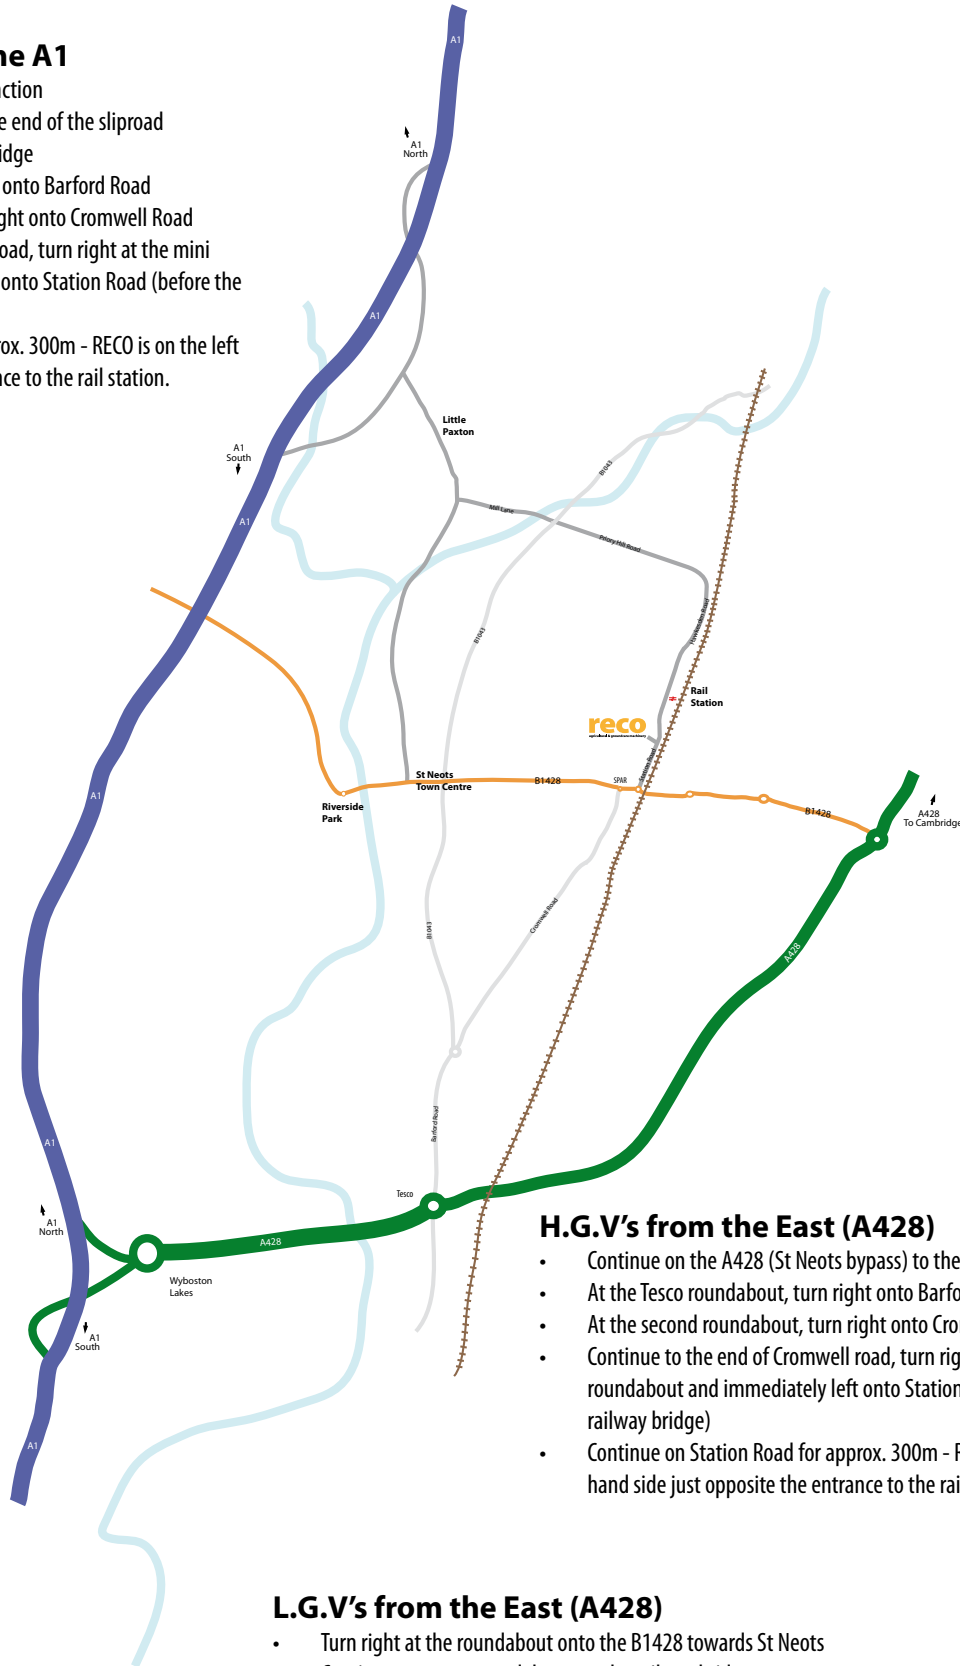 ne A1
nction
e end of the sliproad
ridge
onto Barford Road
ght onto Cromwell Road
oad, turn right at the mini
onto Station Road (before the
rox. 300m - RECO is on the left
nce to the rail station.
A1
A1
North
A1
A1
South
A1
Little
Paxton
B1043
Mill Lane
Priory Hill Road
B1043
Rail
Station
reco
Station Road
St Neots
Town Centre
B1428
SPAR
Riverside
Park
B1428
A428
To Cambridge
A1
B1043
Cromwell Road
A428
Barford Road
A1
Tesco
A1
North
A428
Wyboston
Lakes
A1
South
A1
H.G.V's from the East (A428)
• Continue on the A428 (St Neots bypass) to the
• At the Tesco roundabout, turn right onto Barfo
• At the second roundabout, turn right onto Cro
• Continue to the end of Cromwell road, turn rig
roundabout and immediately left onto Station
railway bridge)
• Continue on Station Road for approx. 300m - R
hand side just opposite the entrance to the rai
L.G.V's from the East (A428)
• Turn right at the roundabout onto the B1428 towards St Neots